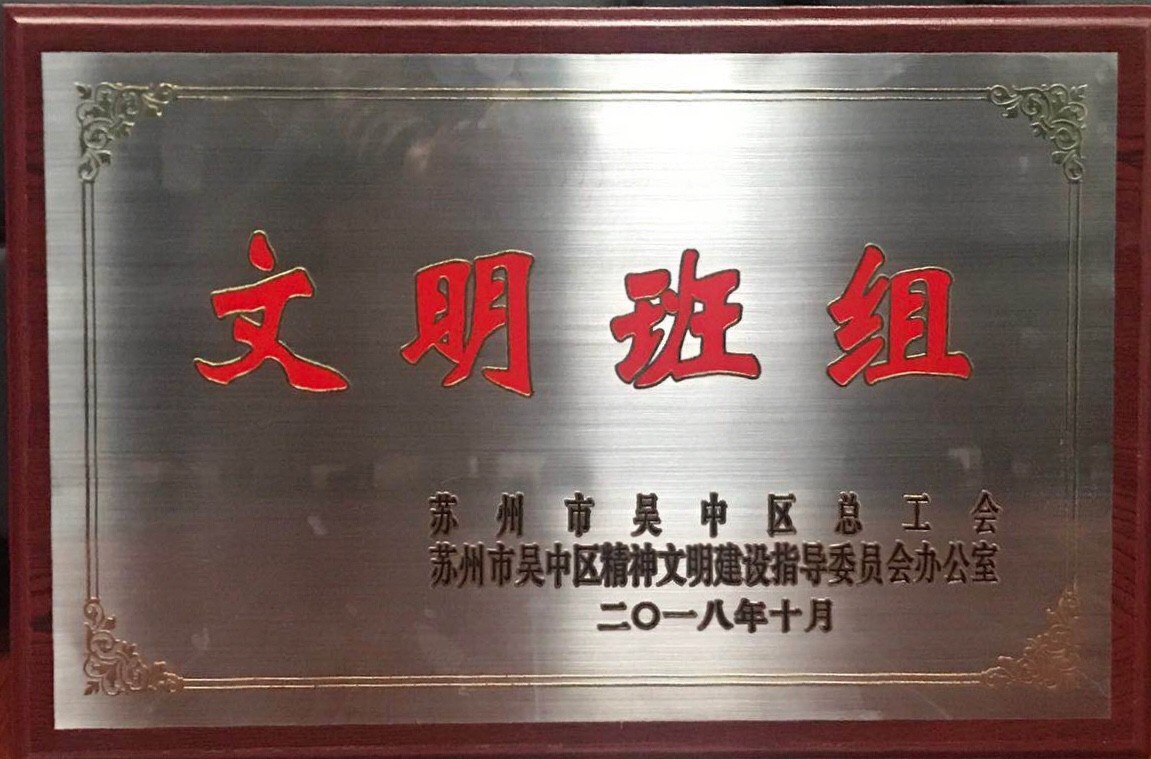 文明班组
苏州市吴中区总工会
苏州市吴中区精神文明建设指导委员会办公室
二〇一八年十月